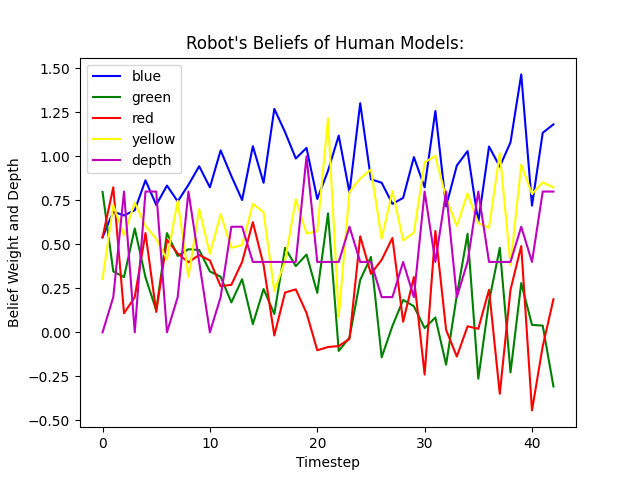 Robot's Beliefs of Human Models:
blue
green
red
yellow
depth
1.50
1.25
1.00
0.75
0.50
0.25
0.00
−0.25
−0.50
Belief Weight and Depth
0 10 20 30 40
Timestep